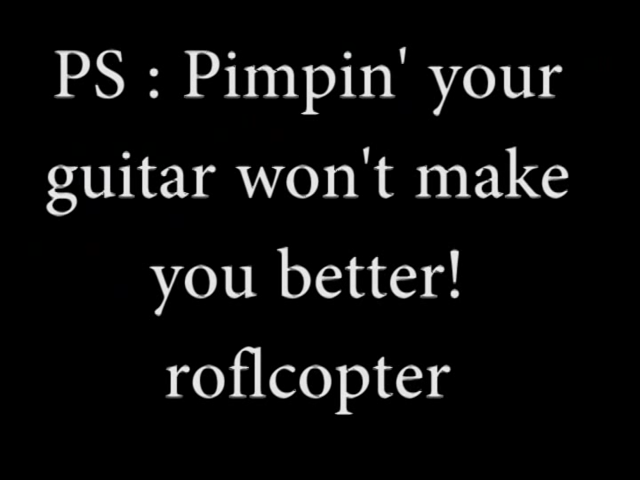 PS : Pimpin' your
guitar won't make
you better!
roflcopter